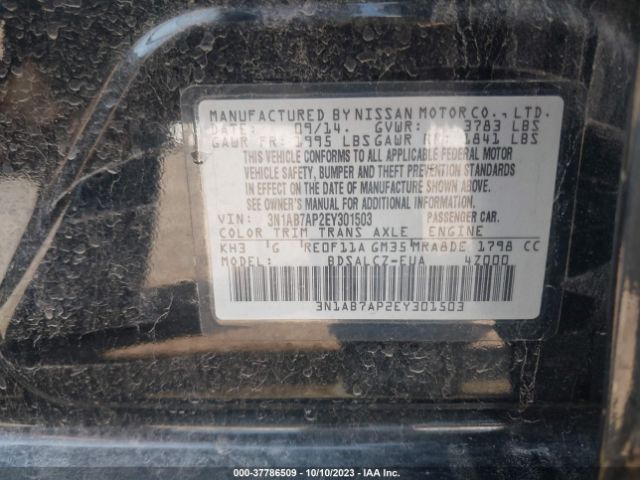 MANUFACTURED BY NISSAN MOTOR CO., LTD.
DATE: 09/14. GVWR: 3783 LBS
GAWR FR: 1995 LBS GAWR RR: 1841 LBS
THIS VEHICLE CONFORMS TO ALL APPLICABLE FEDERAL MOTOR
VEHICLE SAFETY, BUMPER AND THEFT PREVENTION STANDARDS
IN EFFECT ON THE DATE OF MANUFACTURE SHOWN ABOVE.
SEE OWNER'S MANUAL FOR ADDITIONAL INFORMATION.
VIN: 3N1AB7AP2EY301503 PASSENGER CAR.
COLOR TRIM TRANS AXLE ENGINE
KH3 G RE0F11A GM35 MRA8DE 1798 CC
MODEL: BDSALCZ-EUA 4Z000
3N1AB7AP2EY301503
000-37786509 - 10/10/2023 - IAA Inc.